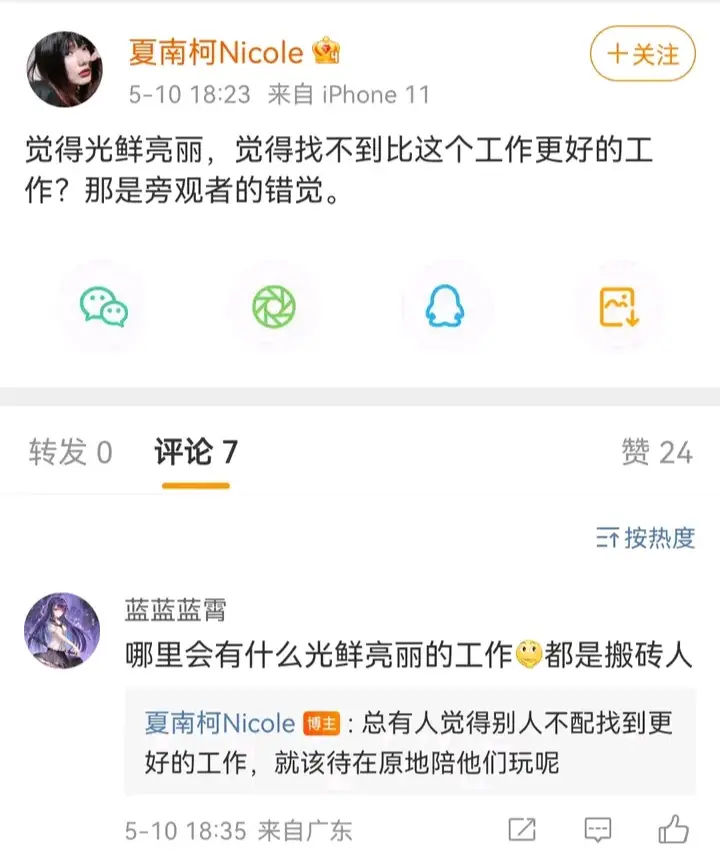 夏南柯Nicole
+关注
5-10 18:23 来自 iPhone 11
觉得光鲜亮丽，觉得找不到比这个工作更好的工
作？那是旁观者的错觉。
转发 0 评论 7 赞 24
按热度
蓝蓝蓝霄
哪里会有什么光鲜亮丽的工作都是搬砖人
夏南柯Nicole 博主：总有人觉得别人不配找到更
好的工作，就该待在原地陪他们玩呢
5-10 18:35 来自广东